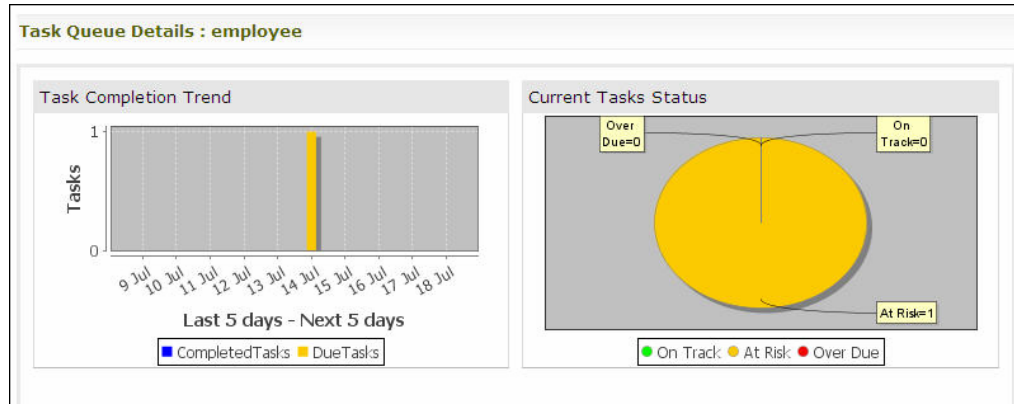 Task Queue Details : employee
Task Completion Trend
1
Tasks
0
9 Jul
10 Jul
11 Jul
12 Jul
13 Jul
14 Jul
15 Jul
16 Jul
17 Jul
18 Jul
Last 5 days - Next 5 days
CompletedTasks DueTasks
Current Tasks Status
Over
Due=0
On
Track=0
At Risk=1
On Track At Risk Over Due